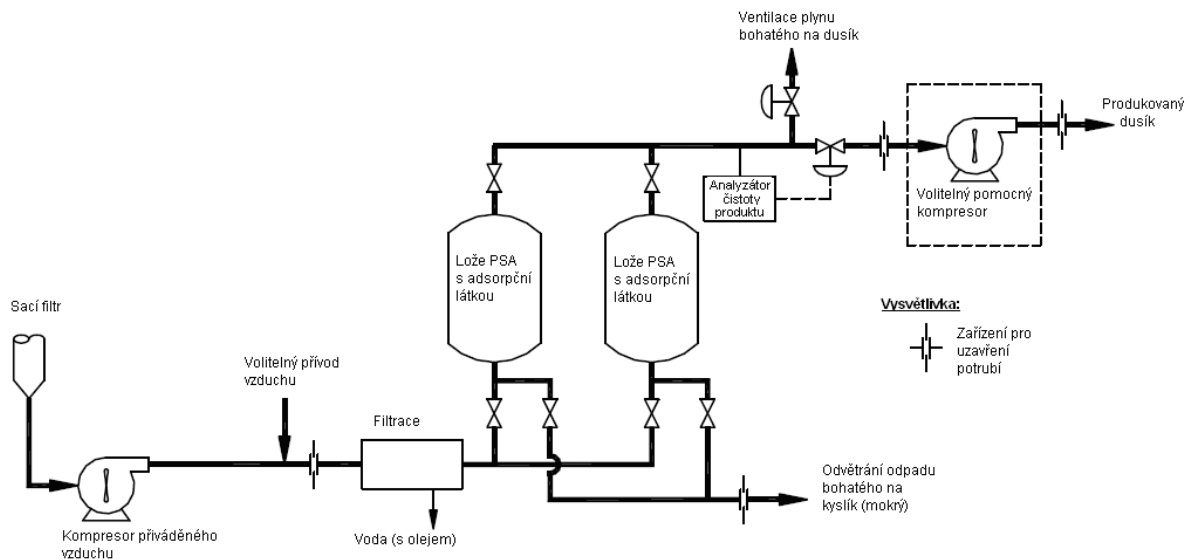 Ventilace plynu
bohatého na dusík
Produkovaný
dusík
Analyzátor
čistoty
produktu
Volitelný pomocný
kompresor
Lože PSA
s adsorpční
látkou
Lože PSA
s adsorpční
látkou
Vysvětlivka:
Zařízení pro
uzavření
potrubí
Sací filtr
Volitelný přívod
vzduchu
Filtrace
Odvětrání odpadu
bohatého na
kyslík (mokrý)
Kompresor přiváděného
vzduchu
Voda (s olejem)